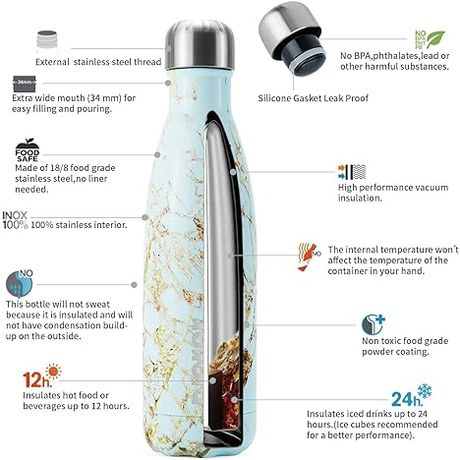 External stainless steel thread
34mm
Extra wide mouth (34 mm) for
easy filling and pouring.
FOOD
SAFE
Made of 18/8 food grade
stainless steel,no liner
needed.
INOX
100% 100% stainless interior.
NO
This bottle will not sweat
because it is insulated and will
not have condensation build-
up on the outside.
12h.
Insulates hot food or
beverages up to 12 hours.
NO
No BPA,phthalates,lead or
other harmful substances.
Silicone Gasket Leak Proof
High performance vacuum
insulation.
NO
The internal temperature won´t
affect the temperature of the
container in your hand.
Non toxic food grade
powder coating.
24h.
Insulates iced drinks up to 24
hours.(Ice cubes recommended
for a better performance).